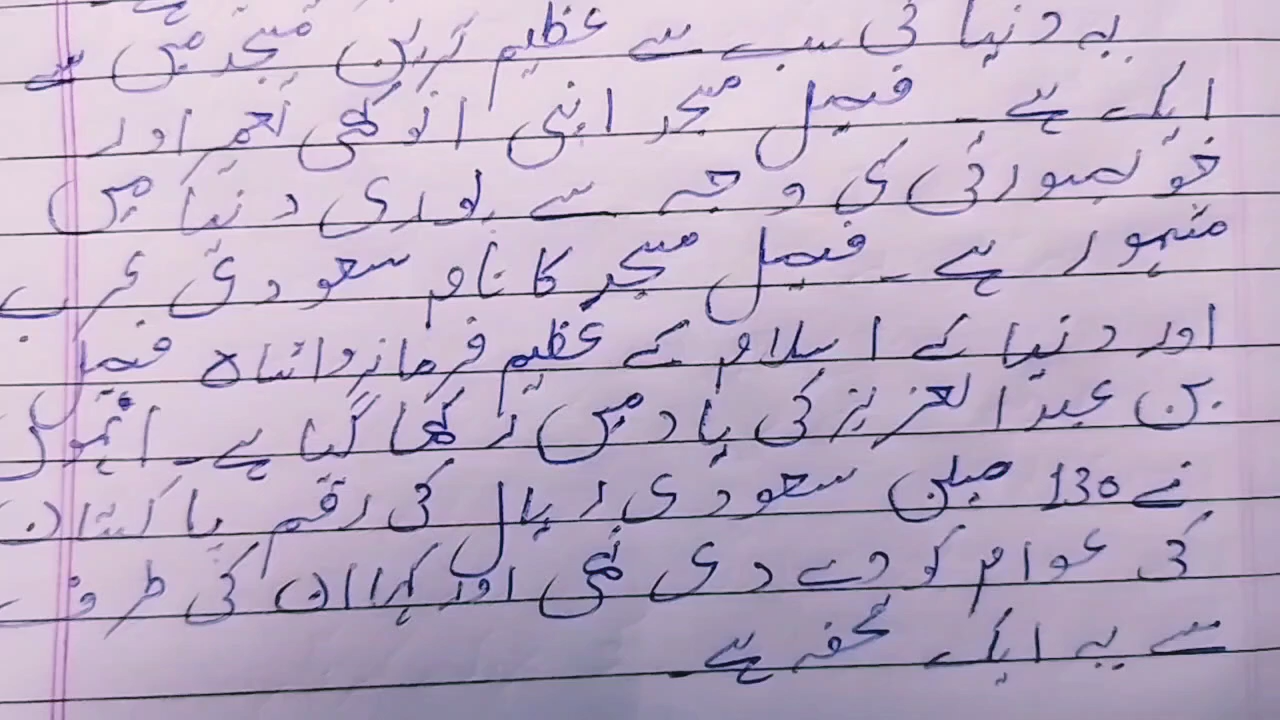 یہ دنیا کی سب سے عظیم ترین مسجد میں سے
ایک ہے۔ فیصل مسجد اپنی انوکھی تعمیر اور
خوبصورتی کی وجہ سے پوری دنیا میں
مشہور ہے۔ فیصل مسجد کا نام سعودی عرب
اور دنیا کے اسلام کے عظیم فرمانروا شاہ فیصل
بن عبدالعزیز کی یاد میں رکھا گیا ہے۔ انہوں
نے 130 ملین سعودی ریال کی رقم پاکستان
کی عوام کو دے دی تھی اور کہا ان کی طرف
سے یہ ایک تحفہ ہے